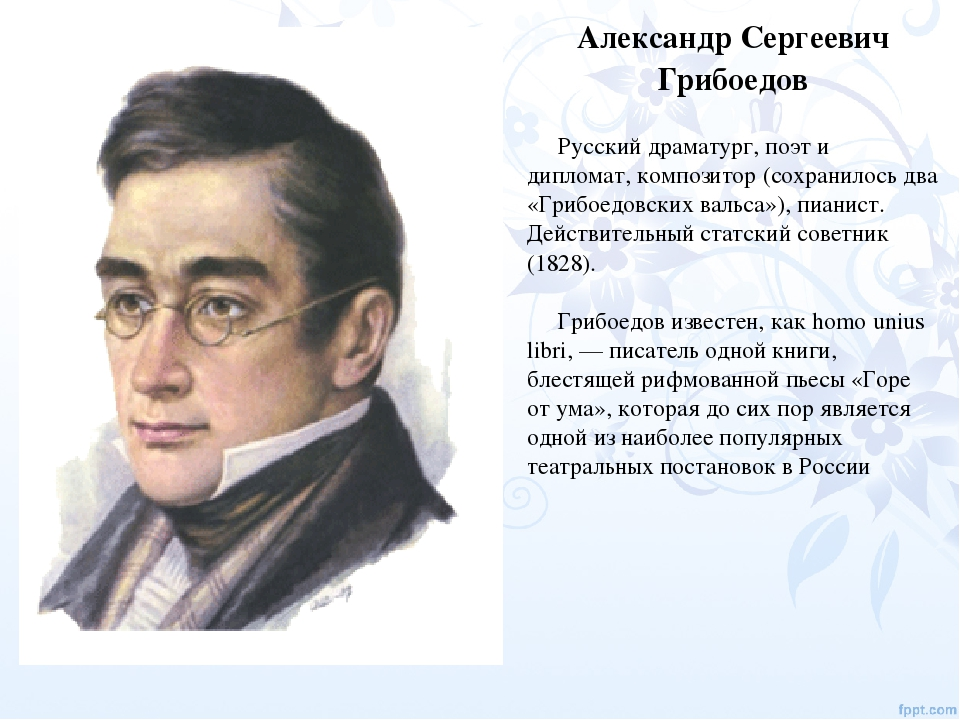 Александр Сергеевич
Грибоедов
Русский драматург, поэт и
дипломат, композитор (сохранилось два
«Грибоедовских вальса»), пианист.
Действительный статский советник
(1828).
Грибоедов известен, как homo unius
libri, — писатель одной книги,
блестящей рифмованной пьесы «Горе
от ума», которая до сих пор является
одной из наиболее популярных
театральных постановок в России
fppt.com